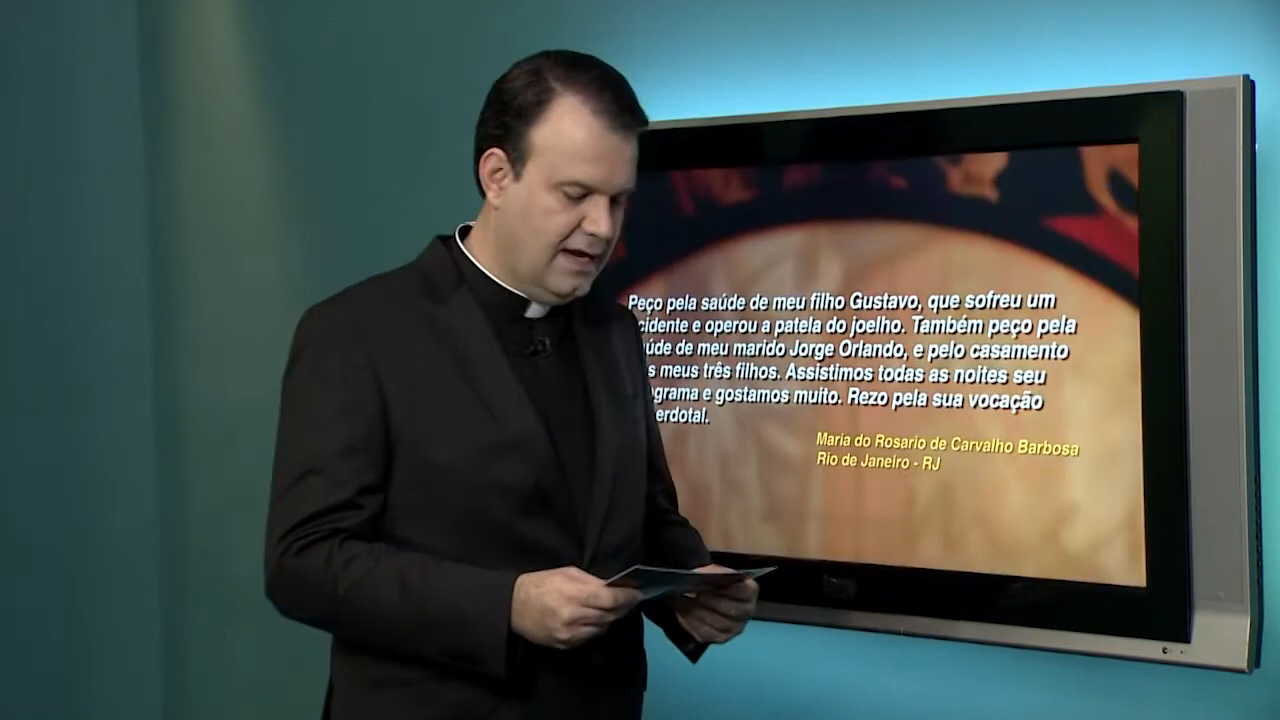 Peço pela saúde de meu filho Gustavo, que sofreu um
cidente e operou a patela do joelho. Também peço pela
úde de meu marido Jorge Orlando, e pelo casamento
s meus três filhos. Assistimos todas as noites seu
grama e gostamos muito. Rezo pela sua vocação
erdotal.
Maria do Rosario de Carvalho Barbosa
Rio de Janeiro - RJ